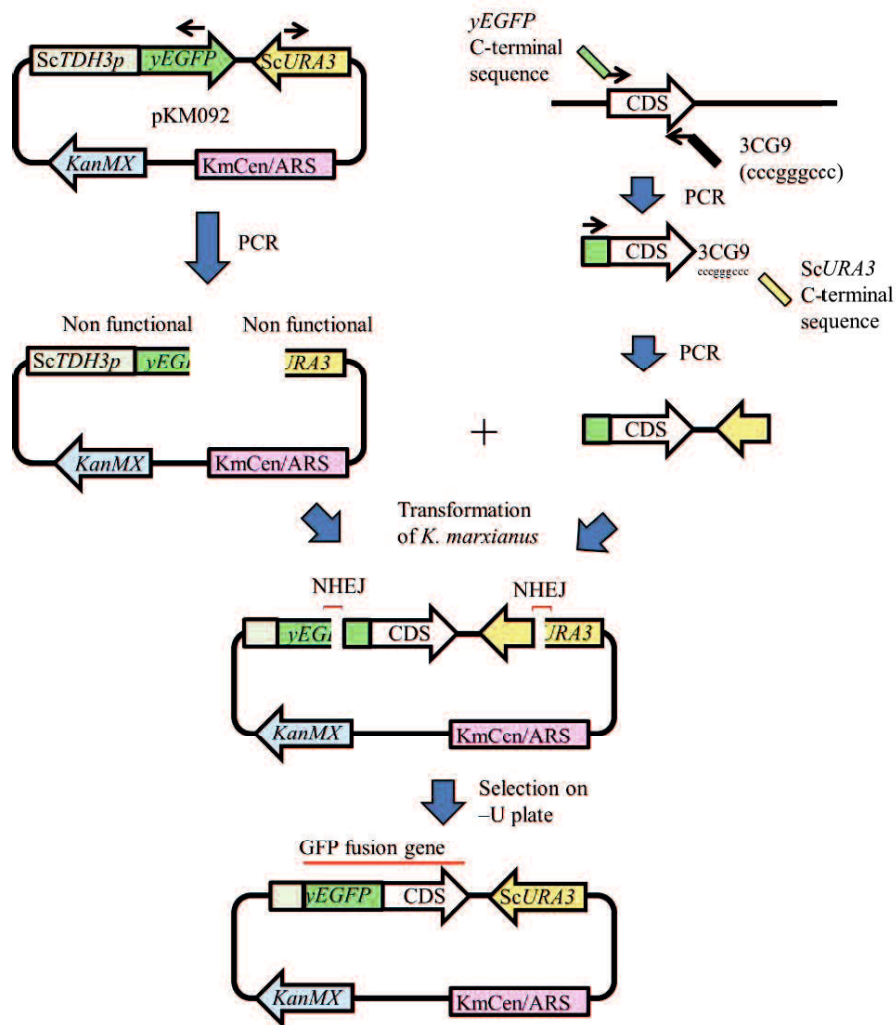 yEGFP
C-terminal
sequence
ScTDH3p yEGFP ScURA3
CDS
pKM092
3CG9
(cccgggccc)
KanMX KmCen/ARS
PCR
PCR
CDS 3CG9
cccgggccc
ScURA3
C-terminal
sequence
Non functional Non functional
PCR
ScTDH3p yEGI URA3
CDS
+
KanMX KmCen/ARS
Transformation
of K. marxianus
NHEJ NHEJ
yEGI CDS URA3
KanMX KmCen/ARS
Selection on
–U plate
GFP fusion gene
yEGFP CDS ScURA3
KanMX KmCen/ARS